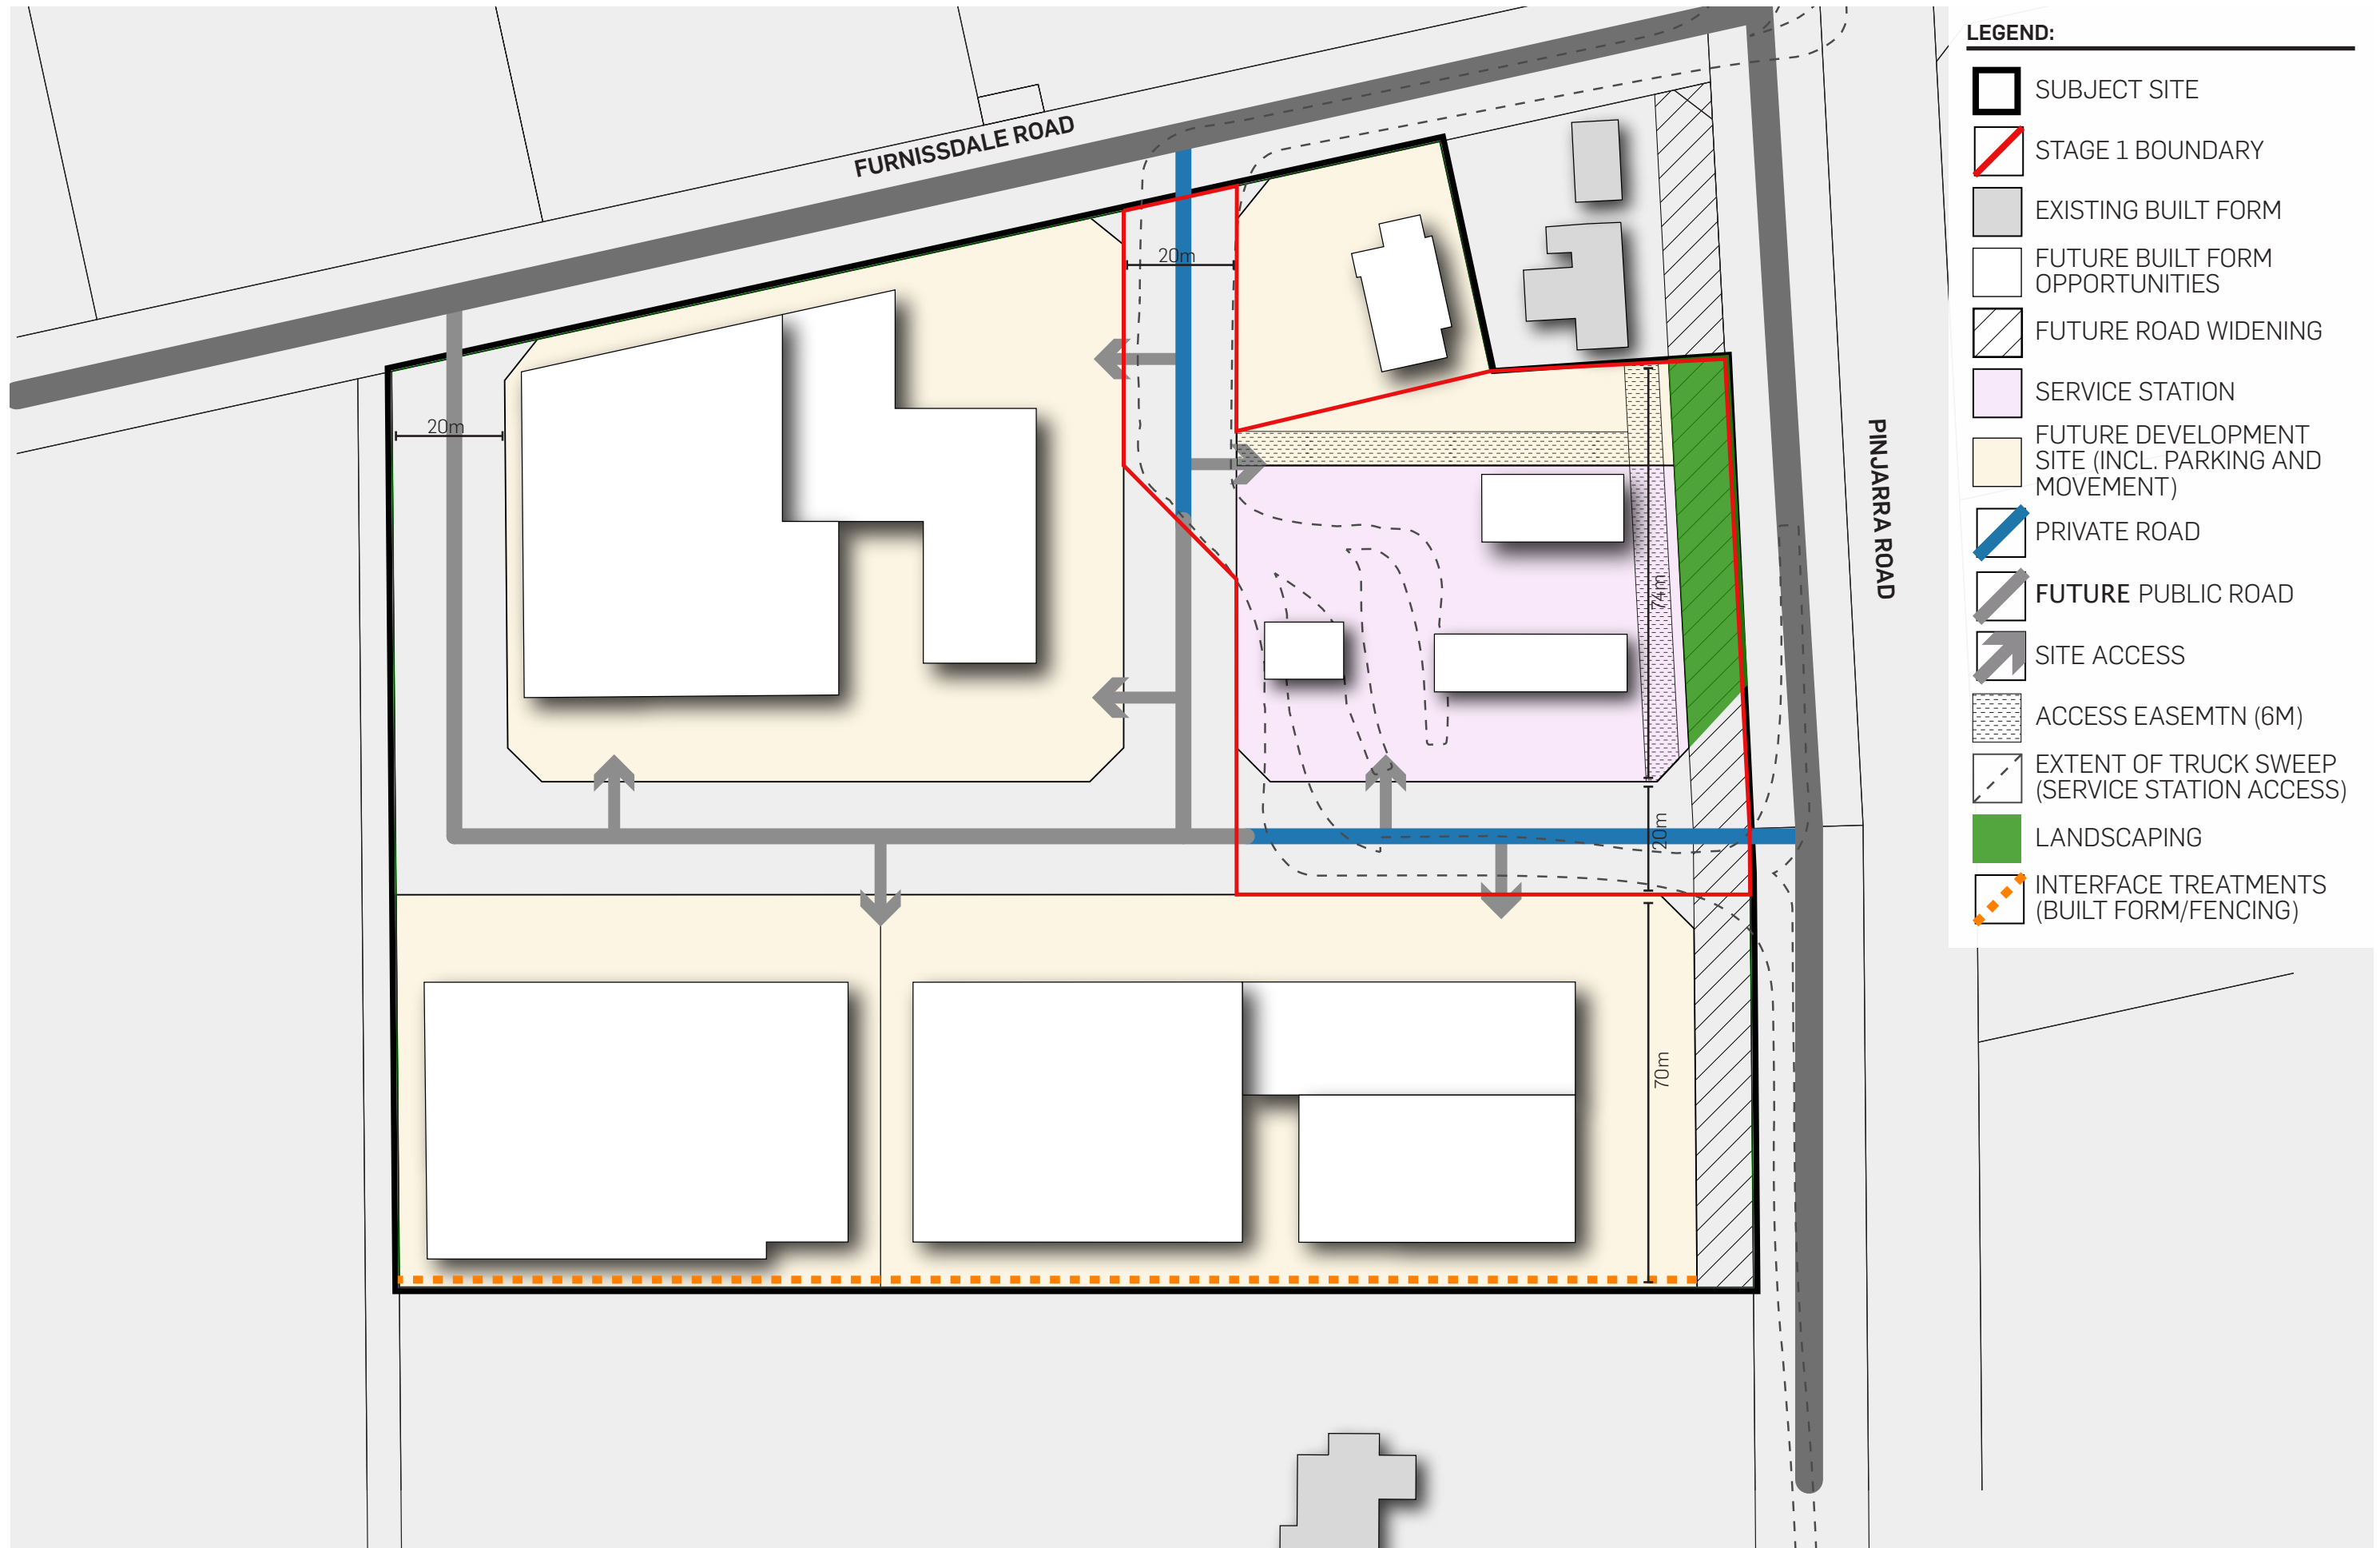 LEGEND:
SUBJECT SITE
STAGE 1 BOUNDARY
EXISTING BUILT FORM
FUTURE BUILT FORM
OPPORTUNITIES
FUTURE ROAD WIDENING
SERVICE STATION
FUTURE DEVELOPMENT
SITE (INCL. PARKING AND
MOVEMENT)
PRIVATE ROAD
FUTURE PUBLIC ROAD
SITE ACCESS
ACCESS EASEMTN (6M)
EXTENT OF TRUCK SWEEP
(SERVICE STATION ACCESS)
LANDSCAPING
INTERFACE TREATMENTS
(BUILT FORM/FENCING)
FURNISSDALE ROAD
PINJARRA ROAD
20m
20m
74m
20m
70m